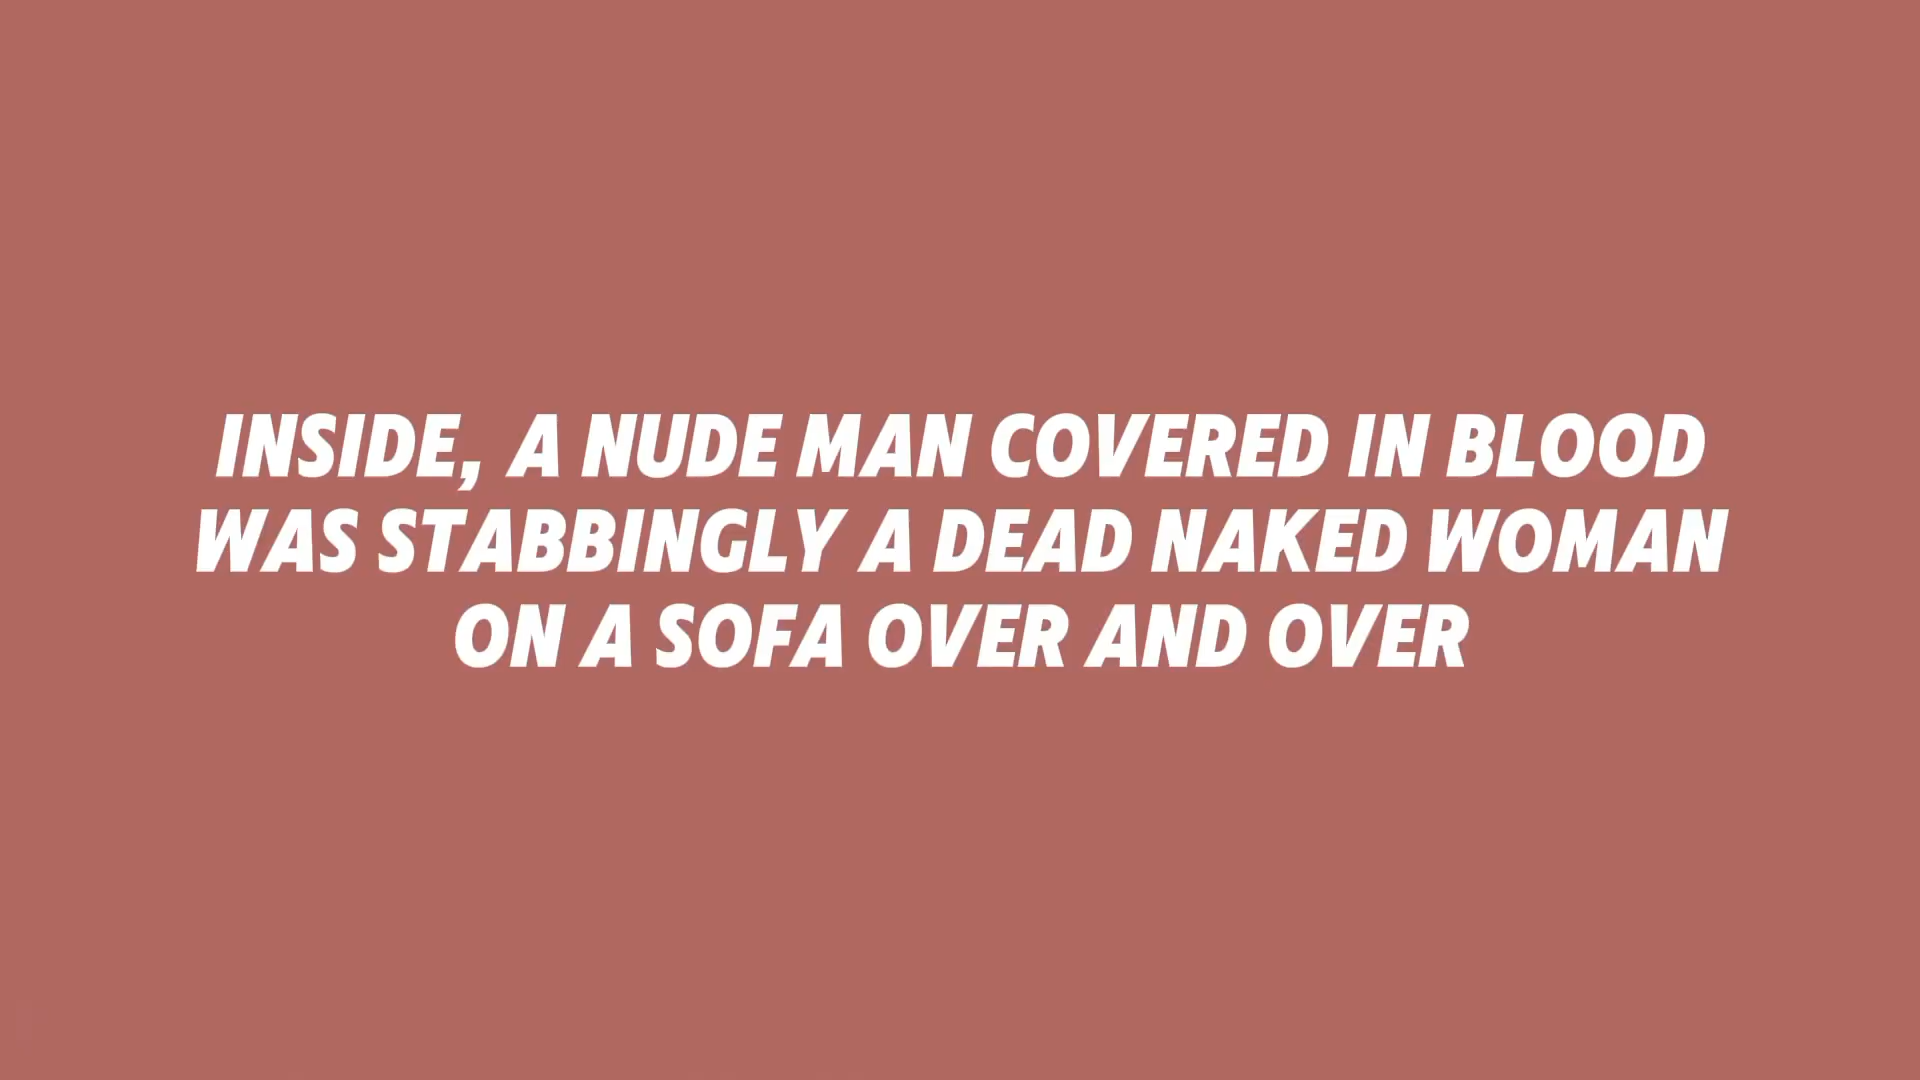 INSIDE, A NUDE MAN COVERED IN BLOOD
WAS STABBINGLY A DEAD NAKED WOMAN
ON A SOFA OVER AND OVER